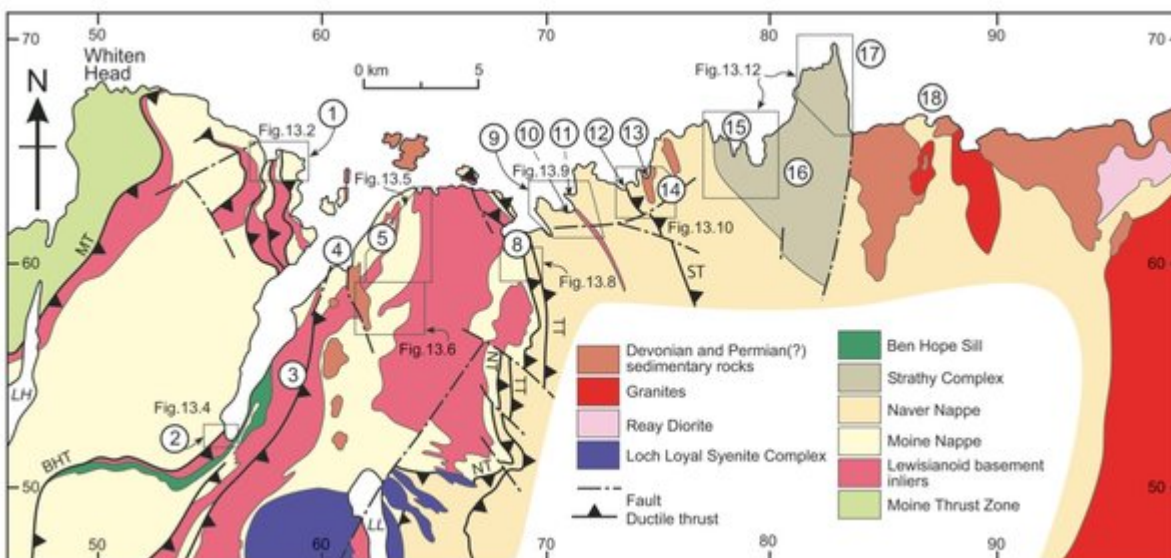 50
60
70
80
90
70
70
Whiten
Head
N
0 km
5
Fig.13.12
17
18
Fig.13.2
1
9
10
11
12
13
15
Fig.13.5
Fig.13.9
14
16
MT
4
5
8
Fig.13.10
60
60
Fig.13.8
ST
TT
3
Fig.13.6
NT
TT
LH
Fig.13.4
2
BHT
NT
LL
50
50
Devonian and Permian(?)
sedimentary rocks
Granites
Reay Diorite
Loch Loyal Syenite Complex
Fault
Ductile thrust
Ben Hope Sill
Strathy Complex
Naver Nappe
Moine Nappe
Lewisianoid basement
inliers
Moine Thrust Zone
50
60
70
80
90